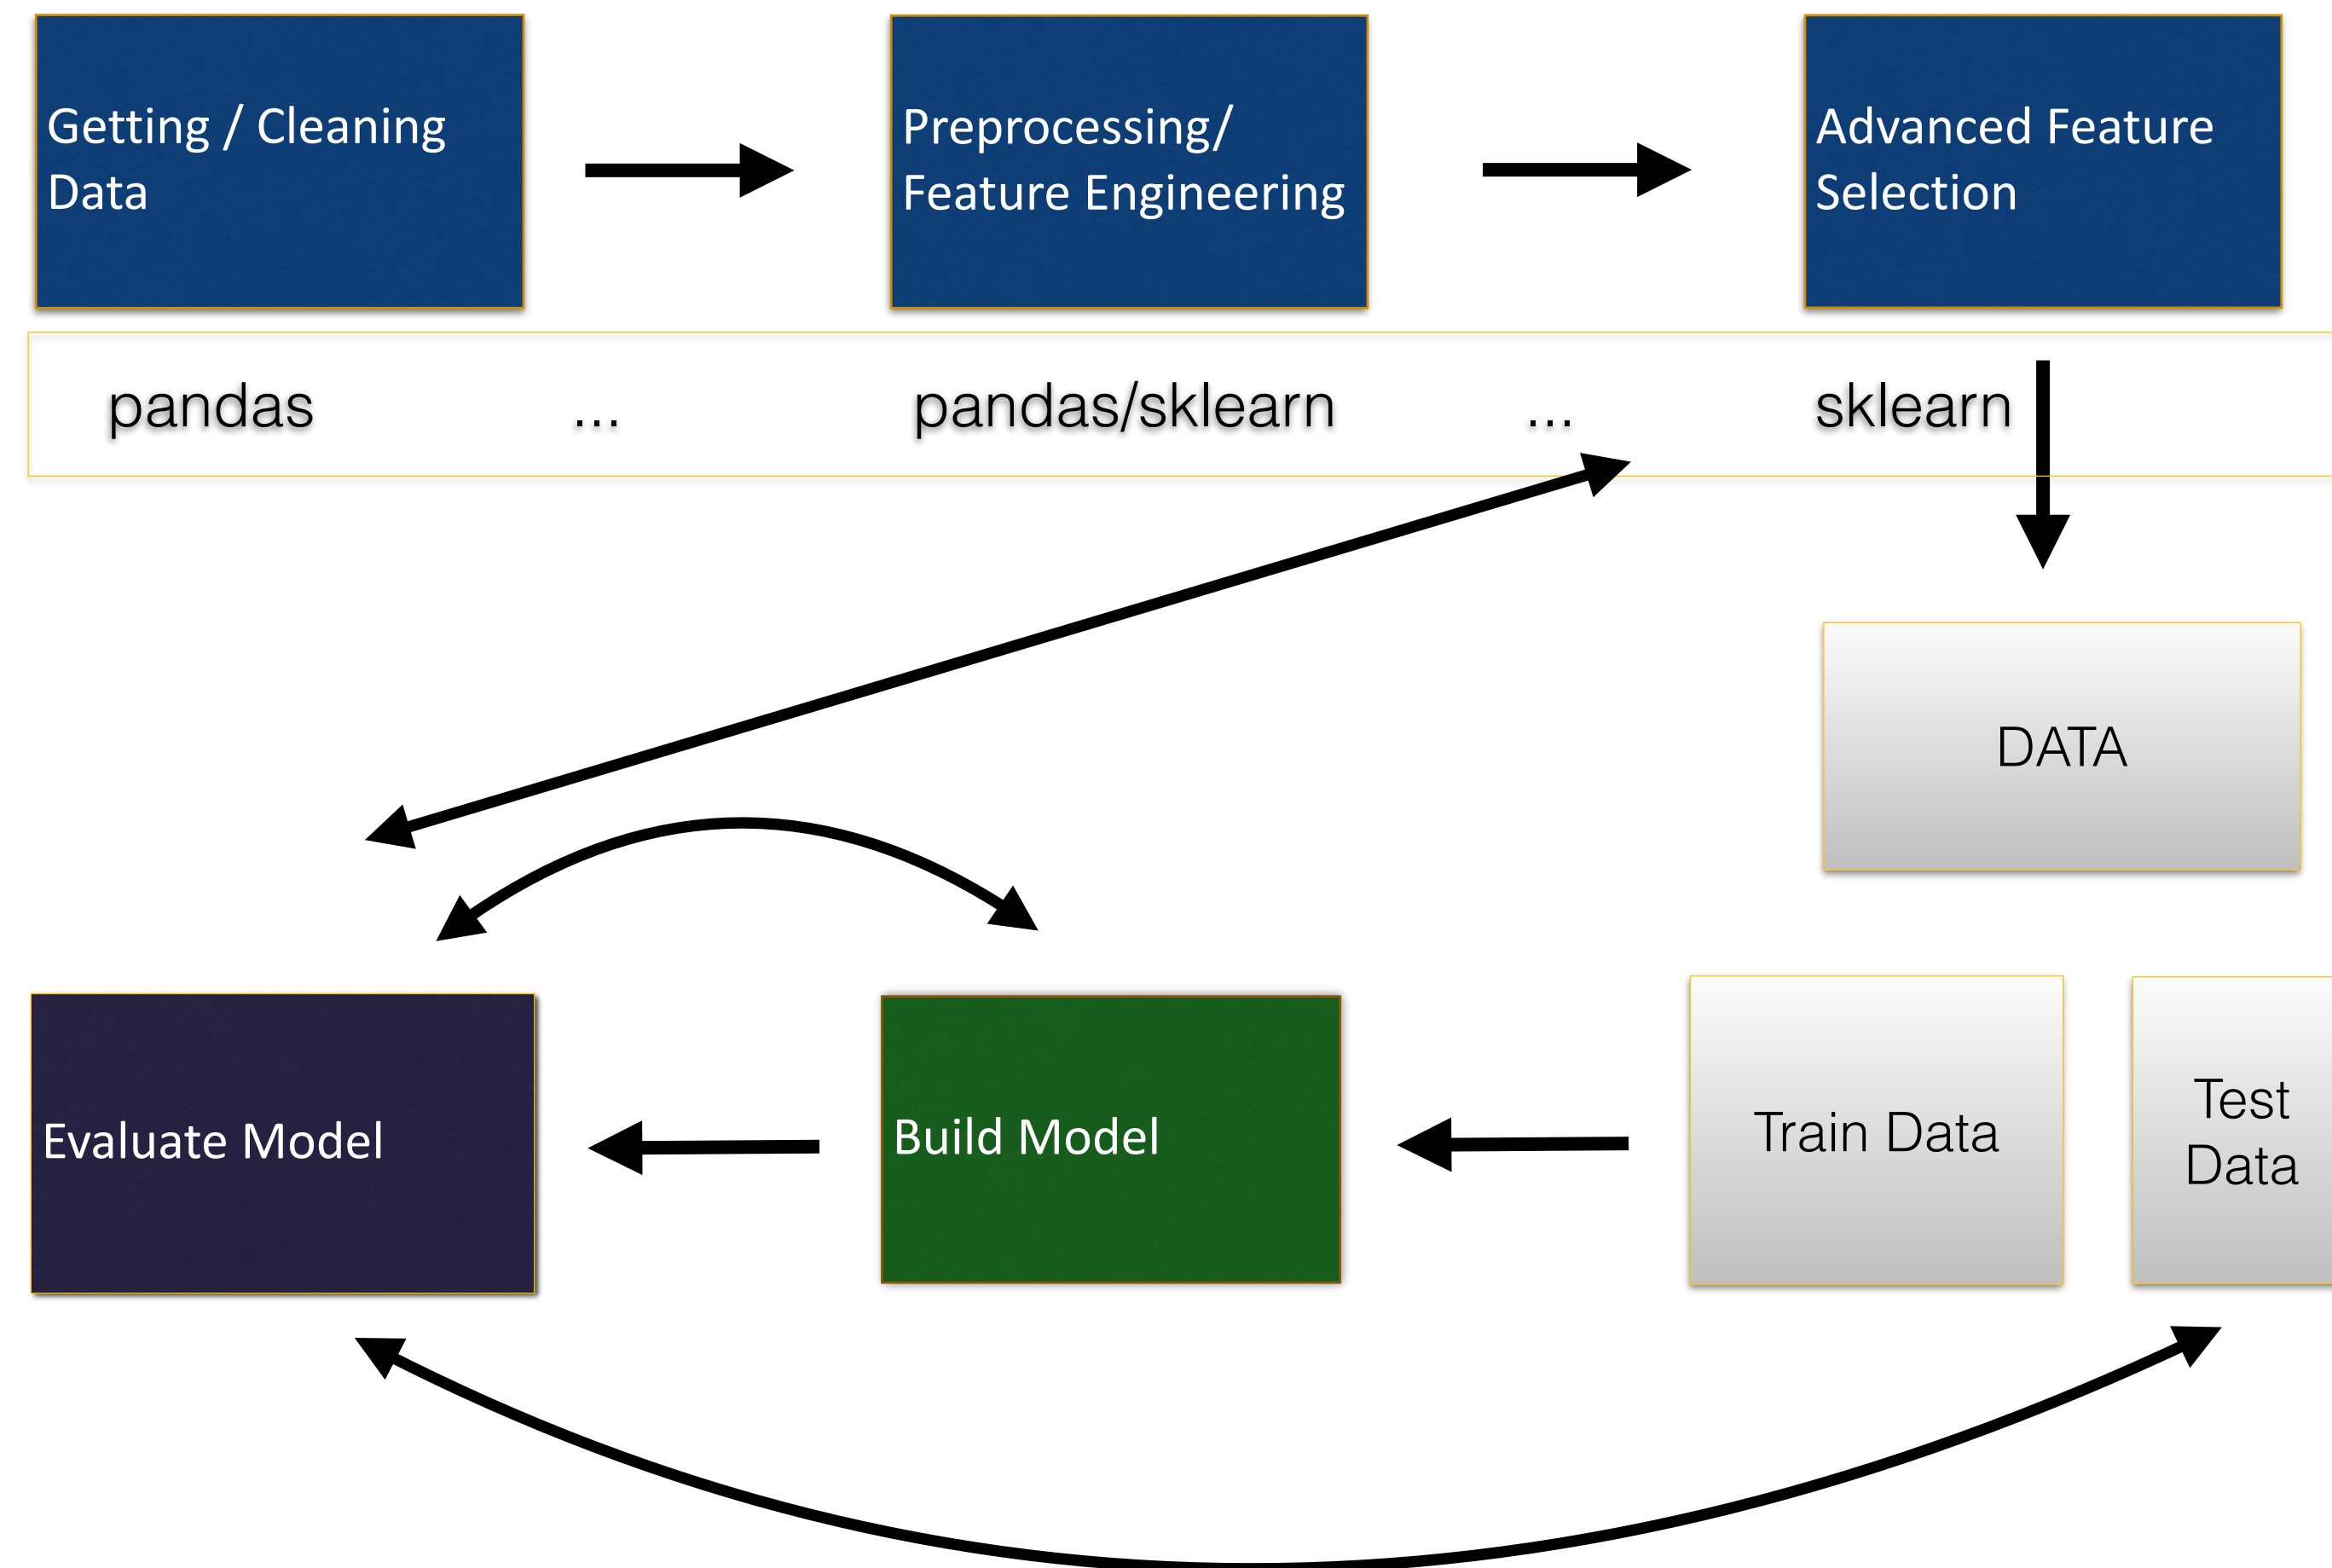 Getting / Cleaning
Data
Preprocessing/
Feature Engineering
Advanced Feature
Selection
pandas ... pandas/sklearn ... sklearn
DATA
Evaluate Model
Build Model
Train Data
Test
Data